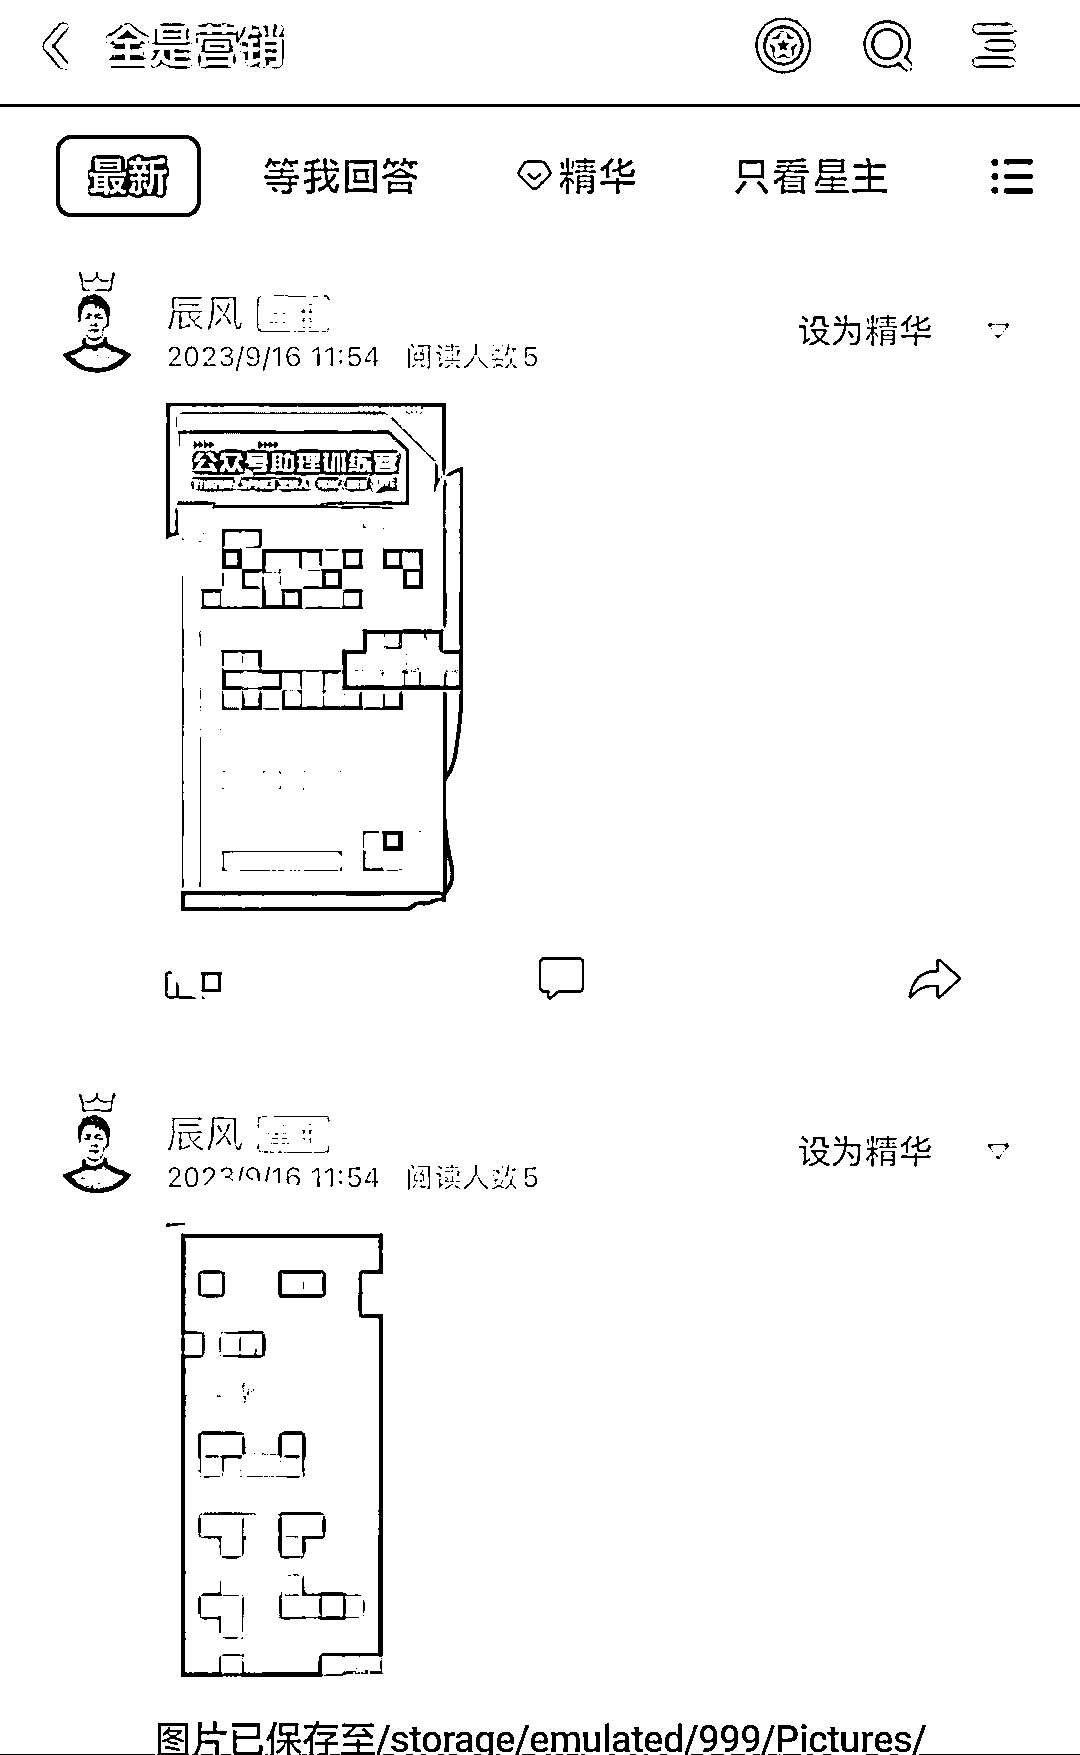 全是营销
最新 等我回答 精华 只看星主
辰风
设为精华
2023/9/16 11:54 阅读人数5
公众号助理训练营
辰风 星主
设为精华
2023/9/16 11:54 阅读人数5
图片已保存至/storage/emulated/999/Pictures/